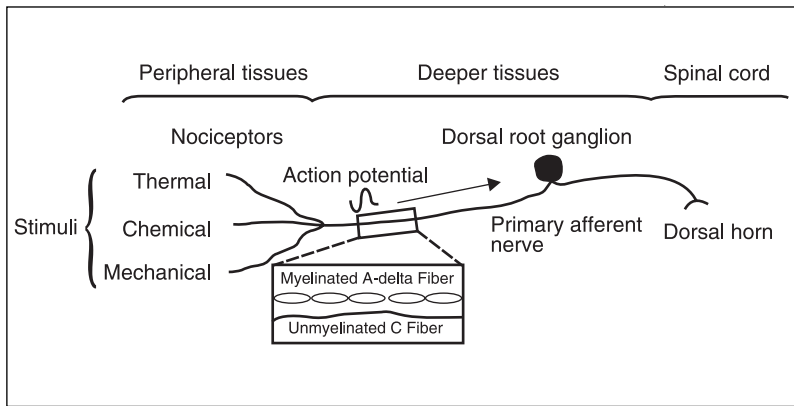 Peripheral tissues
Deeper tissues
Spinal cord
Nociceptors
Dorsal root ganglion
Thermal
Action potential
Stimuli
Chemical
Primary afferent
nerve
Dorsal horn
Mechanical
Myelinated A-delta Fiber
Unmyelinated C Fiber